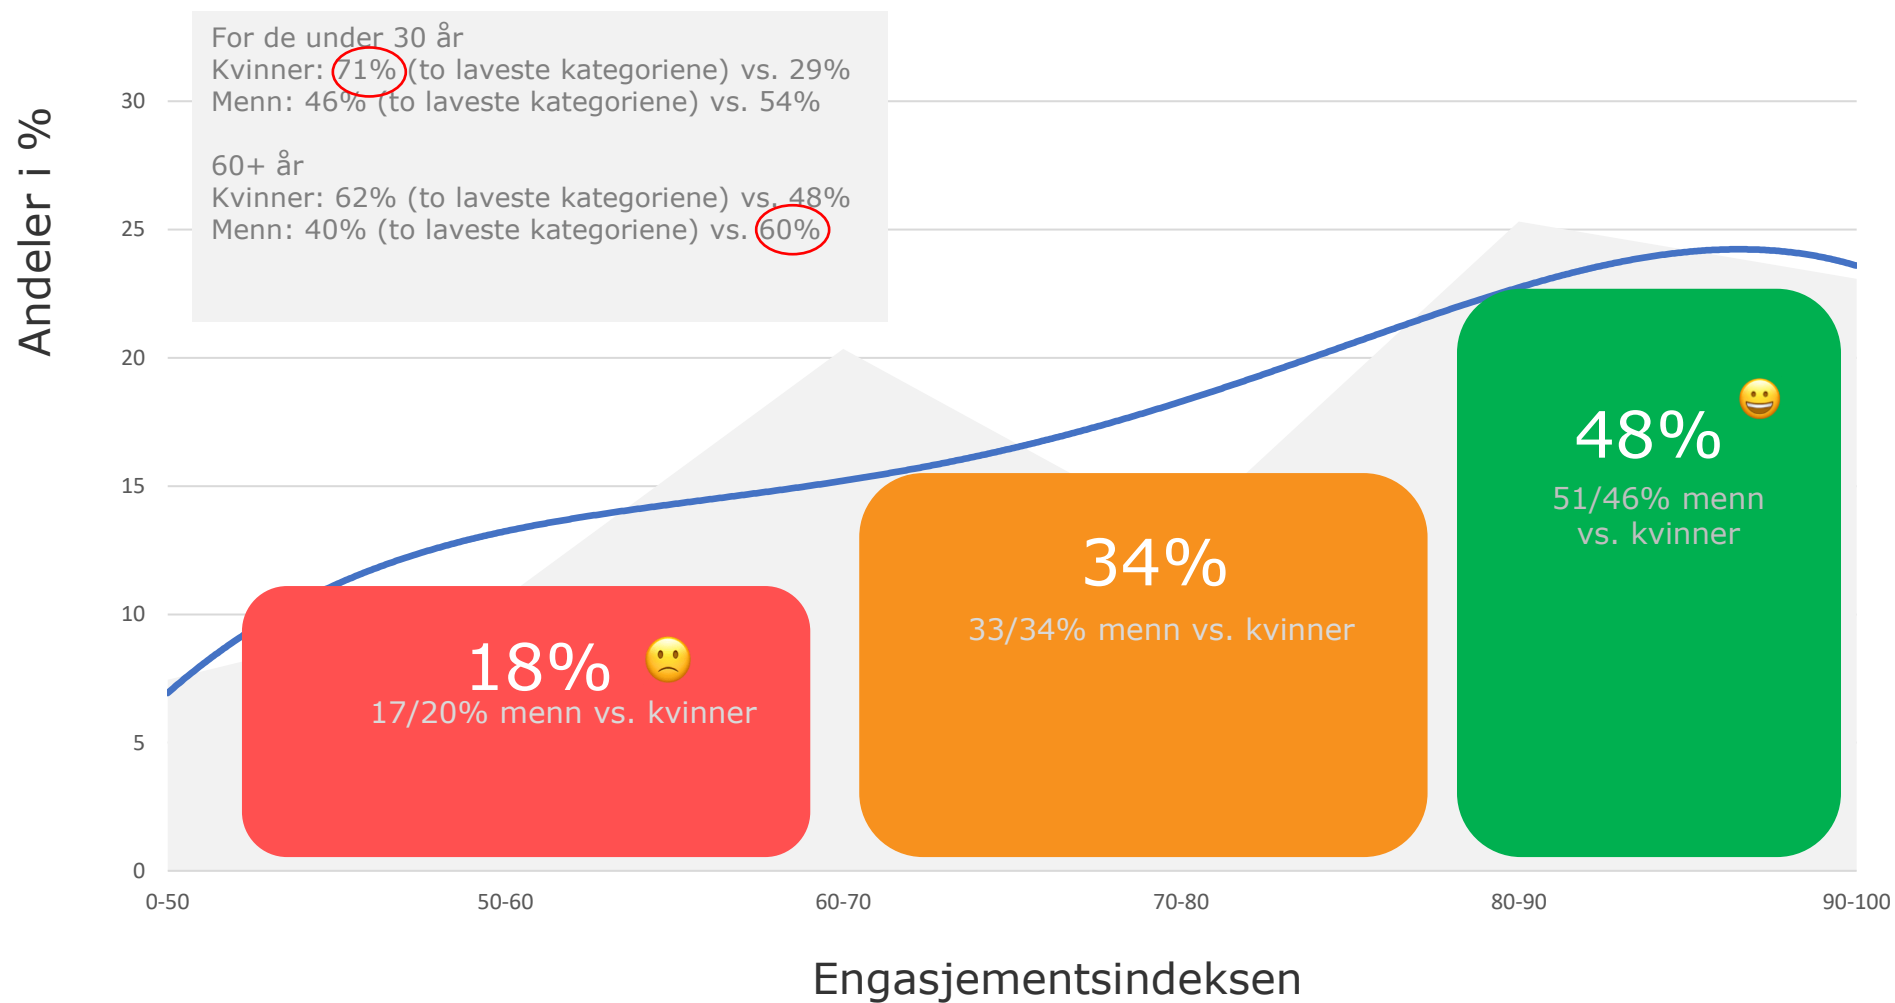 For de under 30 år
Kvinner: 71% (to laveste kategoriene) vs. 29%
Menn: 46% (to laveste kategoriene) vs. 54%
60+ år
Kvinner: 62% (to laveste kategoriene) vs. 48%
Menn: 40% (to laveste kategoriene) vs. 60%
Andeler i %
30
25
20
15
10
5
0
48%
51/46% menn
vs. kvinner
34%
33/34% menn vs. kvinner
18%
17/20% menn vs. kvinner
0-50
50-60
60-70
70-80
80-90
90-100
Engasjementsindeksen